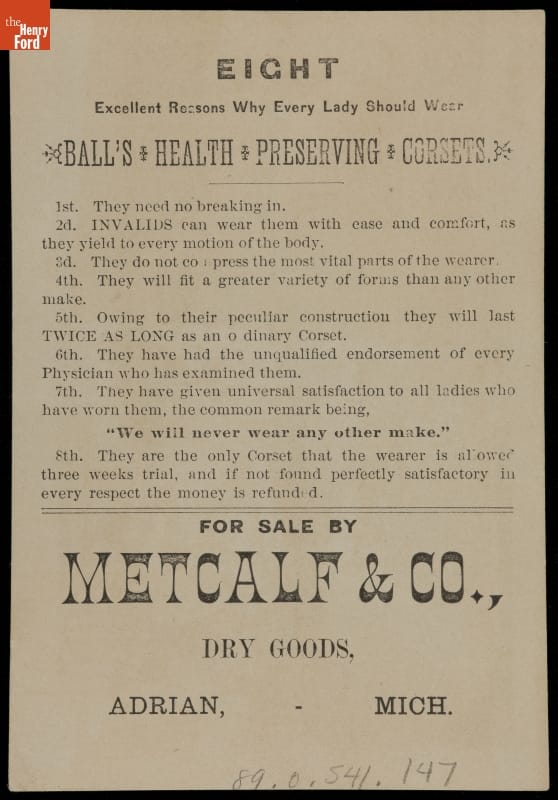 the
Henry
Ford
EIGHT
Excellent Reasons Why Every Lady Should Wear
BALL'S HEALTH PRESERVING CORSETS.
1st. They need no breaking in.
2d. INVALIDS can wear them with ease and comfort, as
they yield to every motion of the body.
3d. They do not co press the most vital parts of the wearer.
4th. They will fit a greater variety of forms than any other
make.
5th. Owing to their peculiar construction they will last
TWICE AS LONG as an o dinary Corset.
6th. They have had the unqualified endorsement of every
Physician who has examined them.
7th. They have given universal satisfaction to all ladies who
have worn them, the common remark being,
"We will never wear any other make."
8th. They are the only Corset that the wearer is allowed
three weeks trial, and if not found perfectly satisfactory in
every respect the money is refunded.
FOR SALE BY
METCALF & CO.,
DRY GOODS,
ADRIAN, - MICH.
89.0.541.147